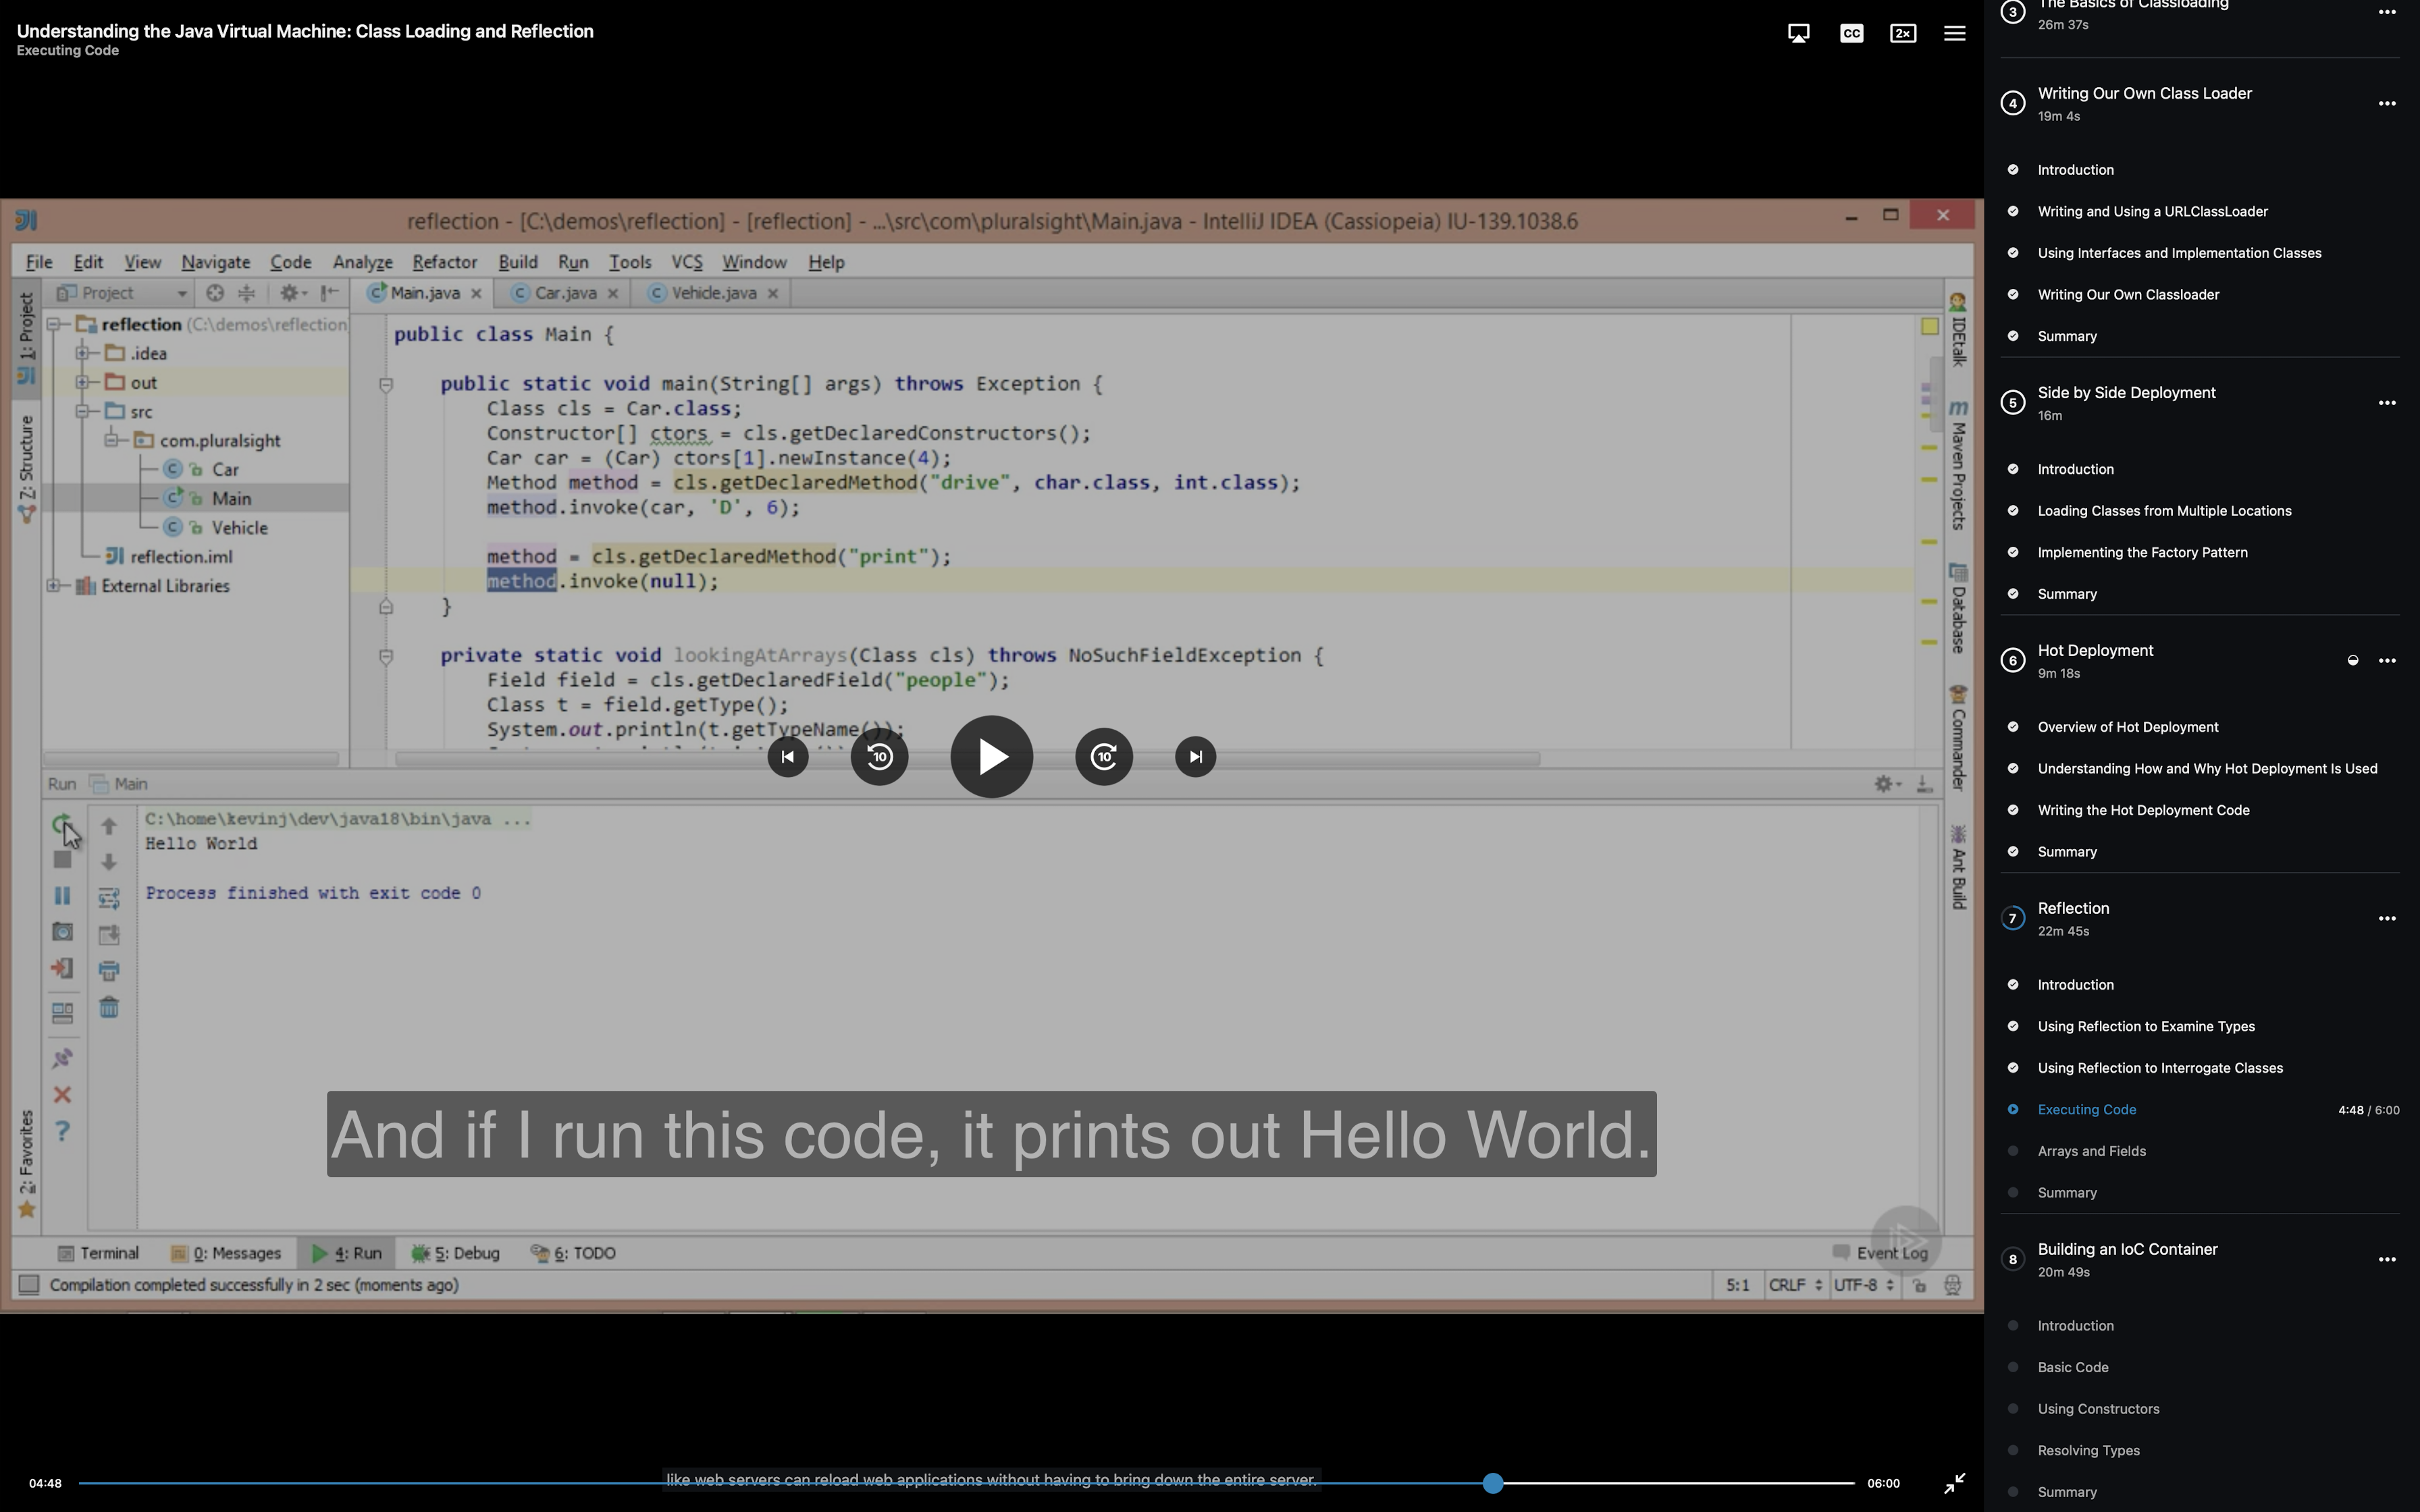 Understanding the Java Virtual Machine: Class Loading and Reflection
Executing Code
CC
2×
reflection - [C:\demos\reflection] - [reflection] - ...\src\com\pluralsight\Main.java - IntelliJ IDEA (Cassiopeia) IU-139.1038.6
File Edit View Navigate Code Analyze Refactor Build Run Tools VCS Window Help
Project
Main.java
Car.java
Vehicle.java
1: Project
Z: Structure
2: Favorites
reflection (C:\demos\reflection
.idea
out
src
com.pluralsight
Car
Main
Vehicle
reflection.iml
External Libraries
public class Main {
public static void main(String[] args) throws Exception {
Class cls = Car.class;
Constructor[] ctors = cls.getDeclaredConstructors();
Car car = (Car) ctors[1].newInstance(4);
Method method = cls.getDeclaredMethod("drive", char.class, int.class);
method.invoke(car, 'D', 6);
method = cls.getDeclaredMethod("print");
method.invoke(null);
}
private static void lookingAtArrays(Class cls) throws NoSuchFieldException {
Field field = cls.getDeclaredField("people");
Class t = field.getType();
System.out.println(t.getTypeName());
IDEtalk
Maven Projects
Database
Commander
Ant Build
10
10
Run Main
C:\home\kevinj\dev\java18\bin\java ...
Hello World
Process finished with exit code 0
And if I run this code, it prints out Hello World.
Terminal
0: Messages
4: Run
5: Debug
6: TODO
Event Log
Compilation completed successfully in 2 sec (moments ago)
5:1
CRLF
UTF-8
04:48
like web servers can reload web applications without having to bring down the entire server.
06:00
3
The Basics of Classloading
26m 37s
4
Writing Our Own Class Loader
19m 4s
Introduction
Writing and Using a URLClassLoader
Using Interfaces and Implementation Classes
Writing Our Own Classloader
Summary
5
Side by Side Deployment
16m
Introduction
Loading Classes from Multiple Locations
Implementing the Factory Pattern
Summary
6
Hot Deployment
9m 18s
Overview of Hot Deployment
Understanding How and Why Hot Deployment Is Used
Writing the Hot Deployment Code
Summary
7
Reflection
22m 45s
Introduction
Using Reflection to Examine Types
Using Reflection to Interrogate Classes
Executing Code
4:48 / 6:00
Arrays and Fields
Summary
8
Building an IoC Container
20m 49s
Introduction
Basic Code
Using Constructors
Resolving Types
Summary